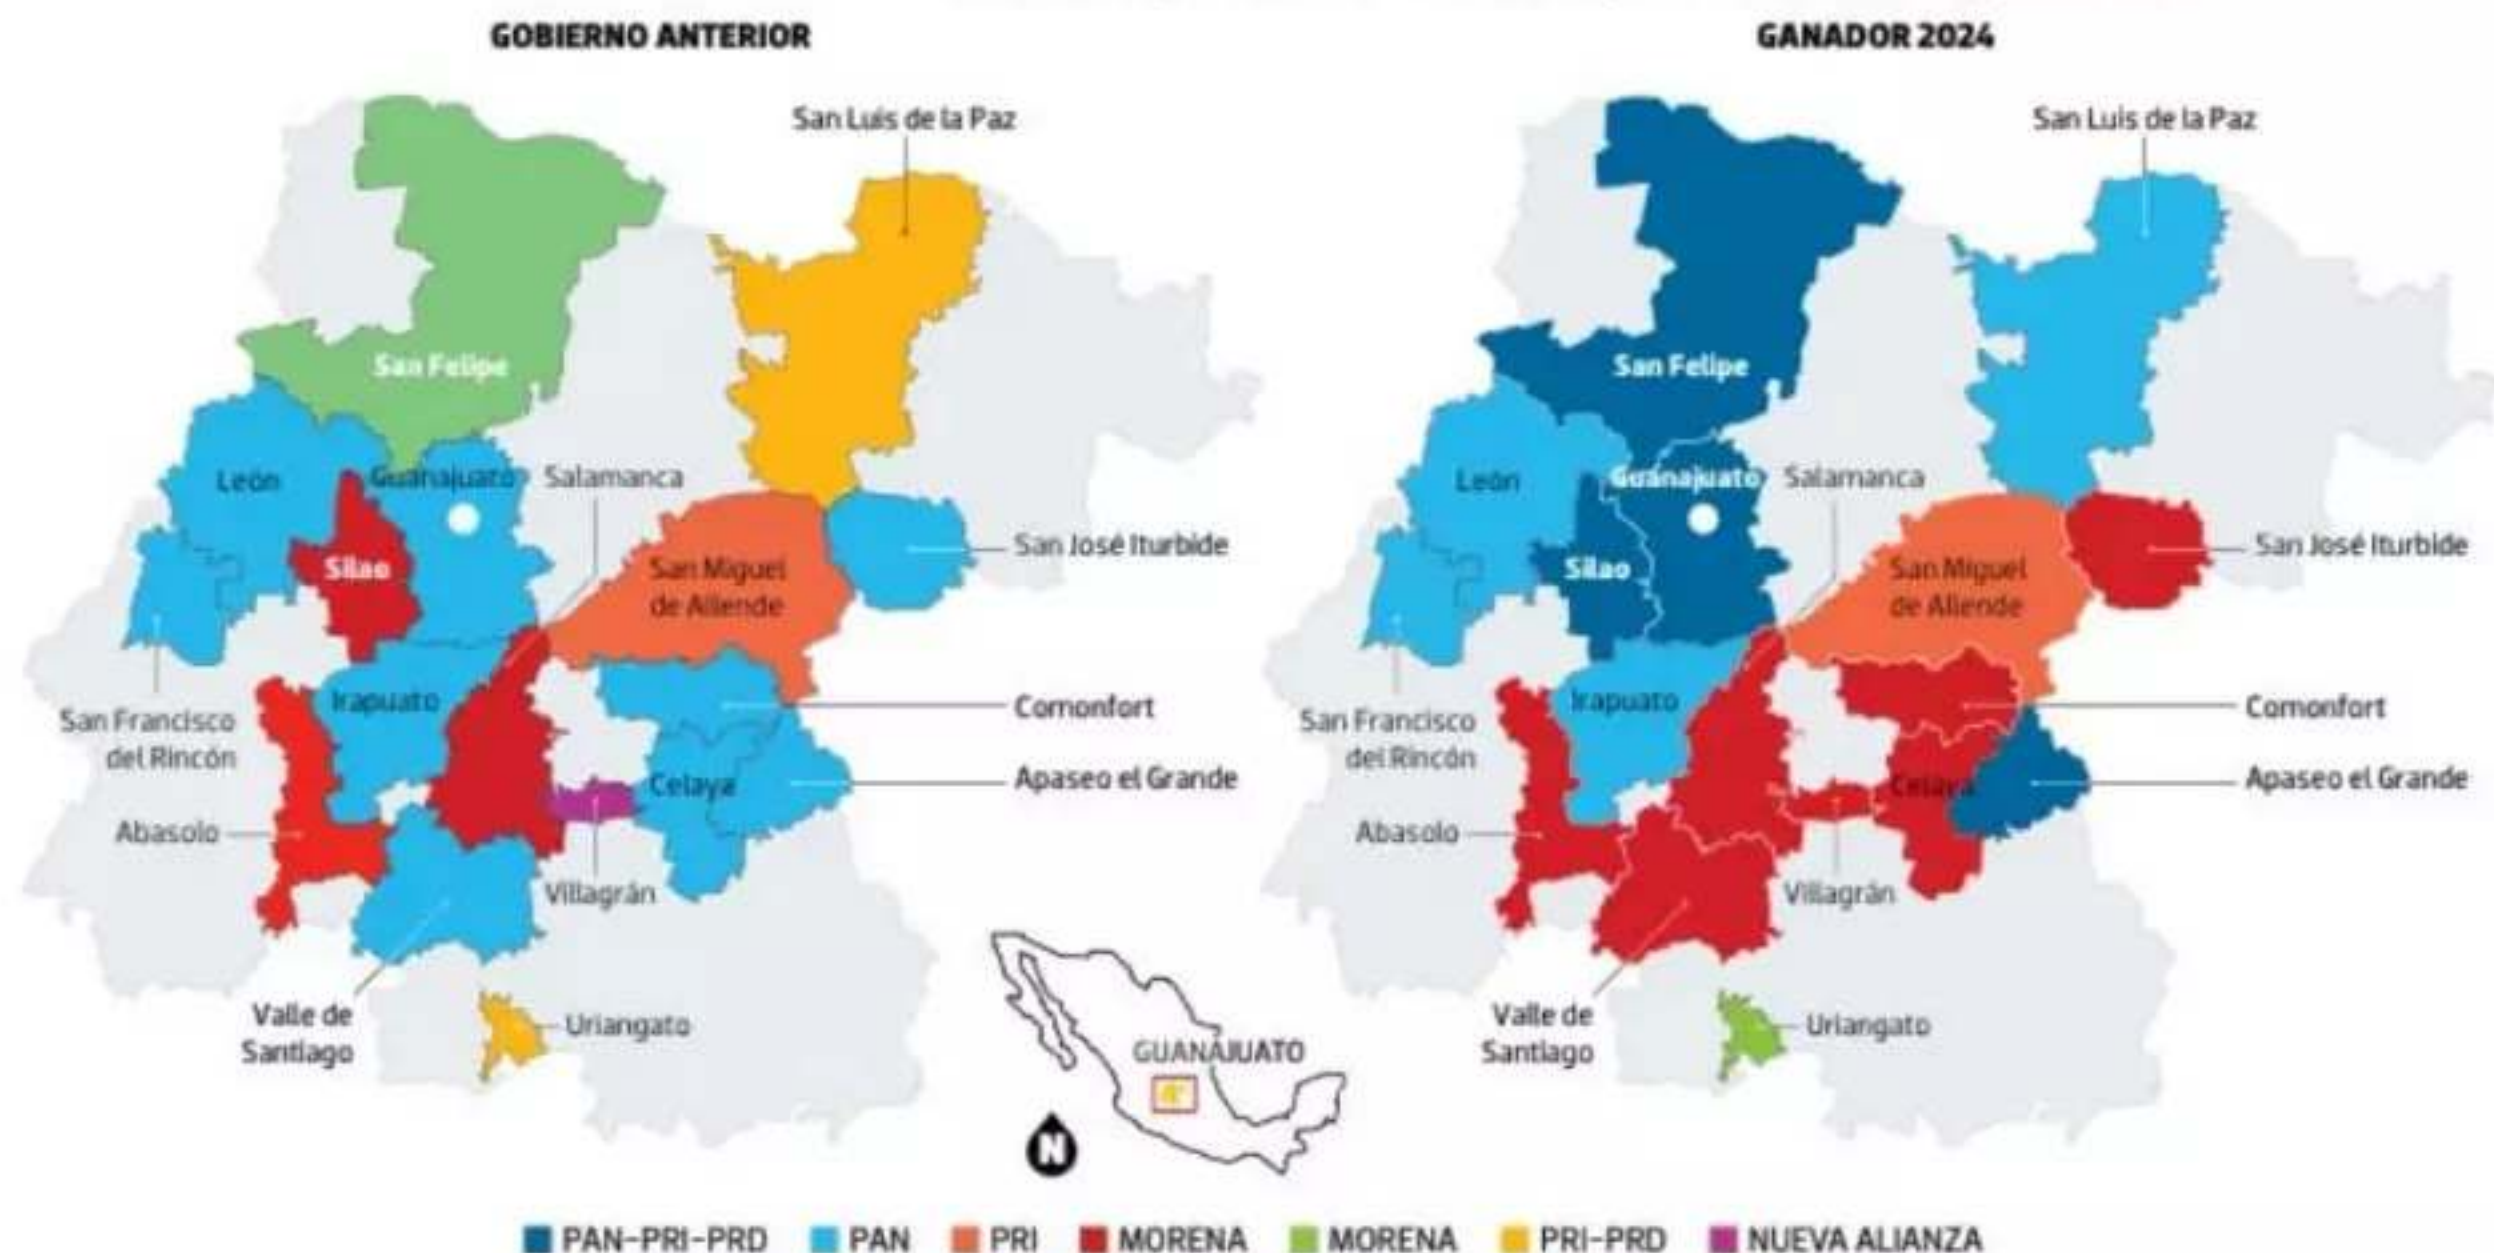 GOBIERNO ANTERIOR
San Luis de la Paz
San Felipe
León
Guanajuato
Salamanca
Silao
San Miguel
de Allende
San José Iturbide
Irapuato
San Francisco
del Rincón
Comonfort
Celaya
Apaseo el Grande
Abasolo
Villagrán
Valle de
Santiago
Uriangato
GANADOR 2024
San Luis de la Paz
San Felipe
León
Guanajuato
Salamanca
Silao
San Miguel
de Allende
San José Iturbide
Irapuato
San Francisco
del Rincón
Comonfort
Celaya
Apaseo el Grande
Abasolo
Villagrán
Valle de
Santiago
Uriangato
GUANAJUATO
N
PAN-PRI-PRD PAN PRI MORENA MORENA PRI-PRD NUEVA ALIANZA